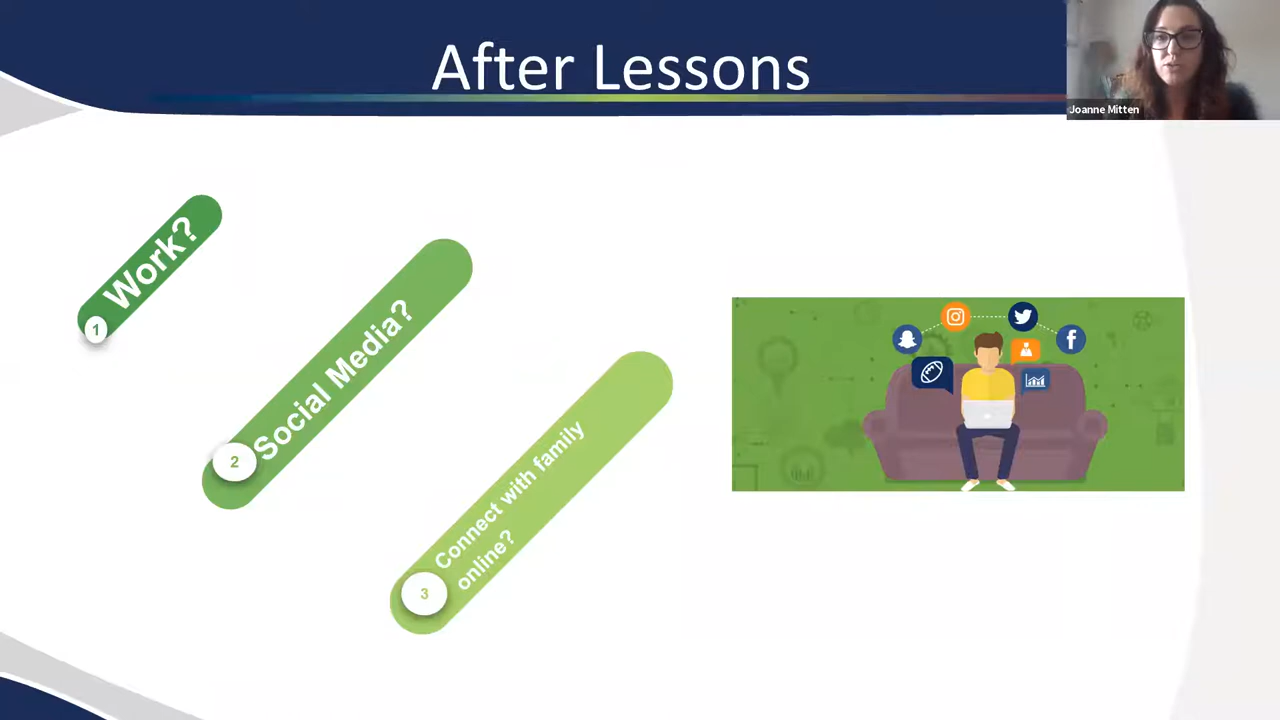 After Lessons
Joanne Mitten
1
Work?
2
Social Media?
3
Connect with family
online?